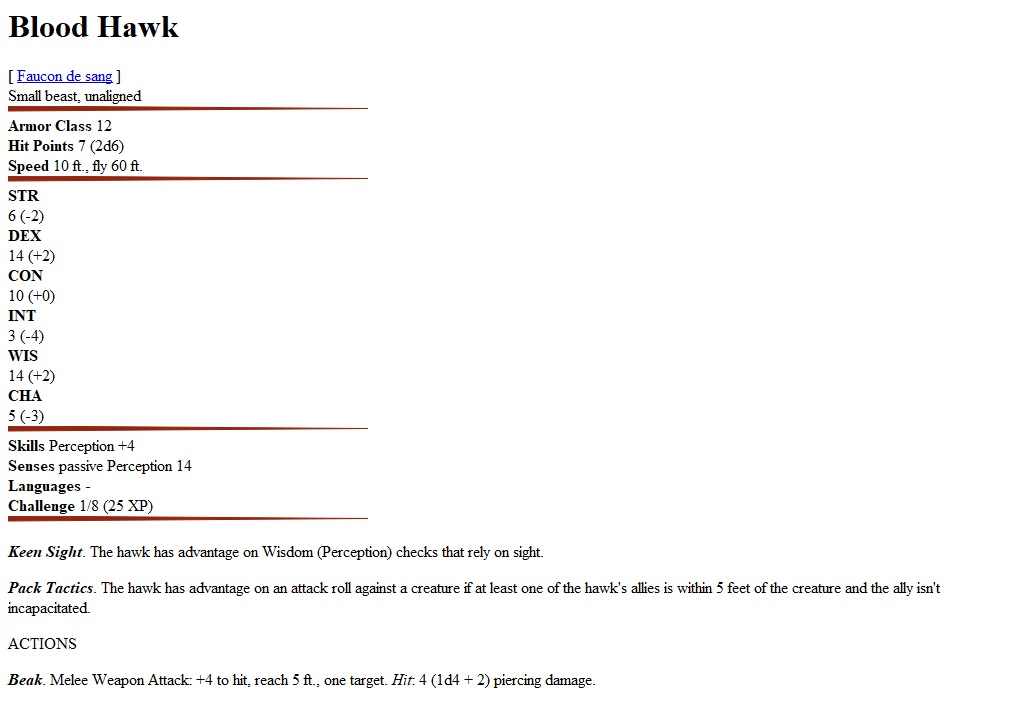 Blood Hawk
[ Faucon de sang ]
Small beast, unaligned
Armor Class 12
Hit Points 7 (2d6)
Speed 10 ft., fly 60 ft.
STR
6 (-2)
DEX
14 (+2)
CON
10 (+0)
INT
3 (-4)
WIS
14 (+2)
CHA
5 (-3)
Skills Perception +4
Senses passive Perception 14
Languages -
Challenge 1/8 (25 XP)
Keen Sight. The hawk has advantage on Wisdom (Perception) checks that rely on sight.
Pack Tactics. The hawk has advantage on an attack roll against a creature if at least one of the hawk's allies is within 5 feet of the creature and the ally isn't
incapacitated.
ACTIONS
Beak. Melee Weapon Attack: +4 to hit, reach 5 ft., one target. Hit: 4 (1d4 + 2) piercing damage.